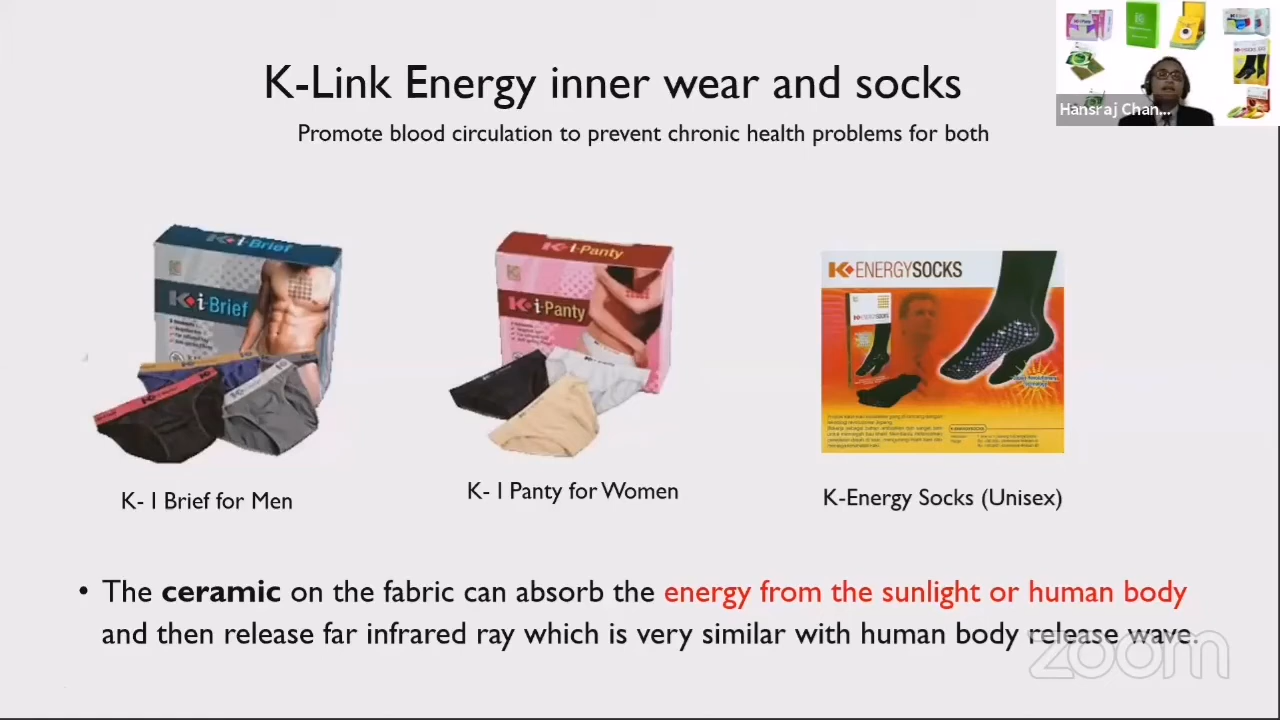 K-Link Energy inner wear and socks
Promote blood circulation to prevent chronic health problems for both
Hansraj Chan...
K-i-Brief
K-i-Brief
K-i-Panty
K-i-Panty
K-ENERGYSOCKS
K- I Brief for Men
K- I Panty for Women
K-Energy Socks (Unisex)
• The ceramic on the fabric can absorb the energy from the sunlight or human body
and then release far infrared ray which is very similar with human body release wave.
zoom